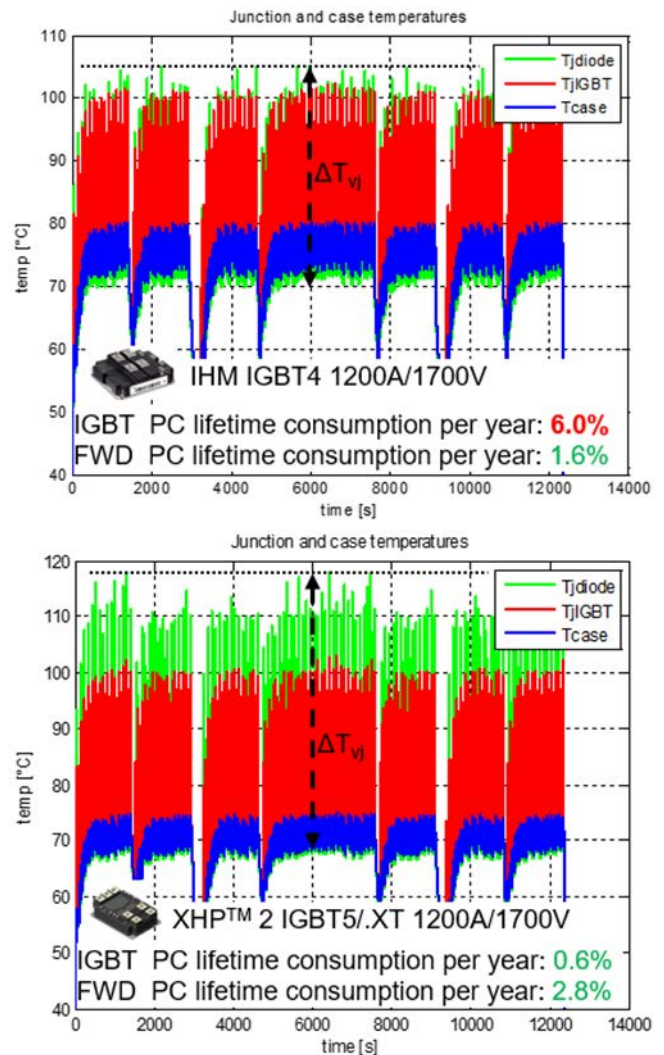 Junction and case temperatures
110
100
90
80
70
60
50
40
temp [°C]
Tjdiode
TjIGBT
Tcase
ΔTvj
IHM IGBT4 1200A/1700V
IGBT PC lifetime consumption per year: 6.0%
FWD PC lifetime consumption per year: 1.6%
0 2000 4000 6000 8000 10000 12000 14000
time [s]
Junction and case temperatures
120
110
100
90
80
70
60
50
40
temp [°C]
Tjdiode
TjIGBT
Tcase
ΔTvj
XHP™ 2 IGBT5/.XT 1200A/1700V
IGBT PC lifetime consumption per year: 0.6%
FWD PC lifetime consumption per year: 2.8%
0 2000 4000 6000 8000 10000 12000 14000
time [s]